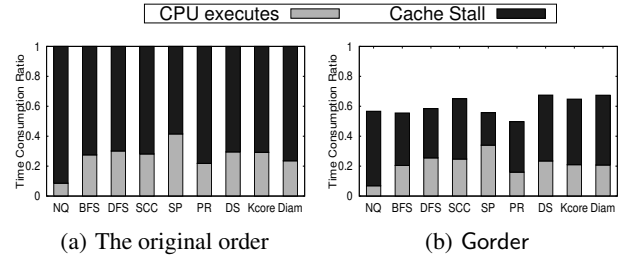 CPU executes Cache Stall
Time Consumption Ratio
1
0.8
0.6
0.4
0.2
0
NQ BFS DFS SCC SP PR DS Kcore Diam
(a) The original order
Time Consumption Ratio
1
0.8
0.6
0.4
0.2
0
NQ BFS DFS SCC SP PR DS Kcore Diam
(b) Gorder